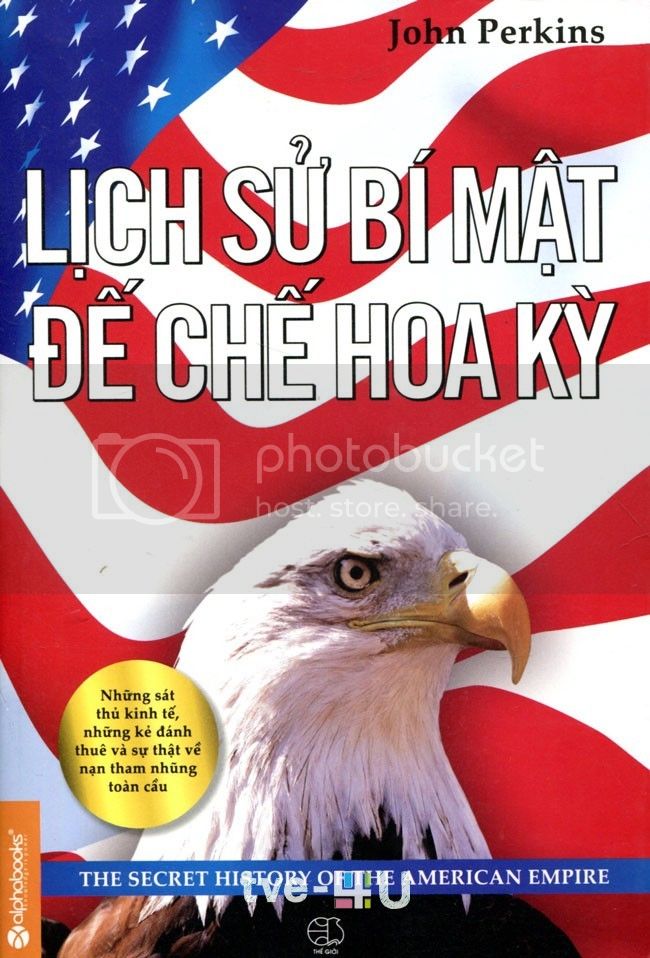 John Perkins
LỊCH SỬ BÍ MẬT
ĐẾ CHẾ HOA KỲ
photobucket
host. store. share.
Những sát
thủ kinh tế,
những kẻ đánh
thuê và sự thật về
nạn tham nhũng
toàn cầu
alphabooks®
THE SECRET HISTORY OF THE AMERICAN EMPIRE
tve-4U
THẾ GIỚI